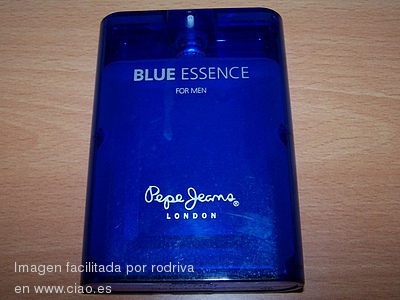 BLUE ESSENCE
FOR MEN
Pepe Jeans®
LONDON
Imagen facilitada por rodriva
en www.ciao.es